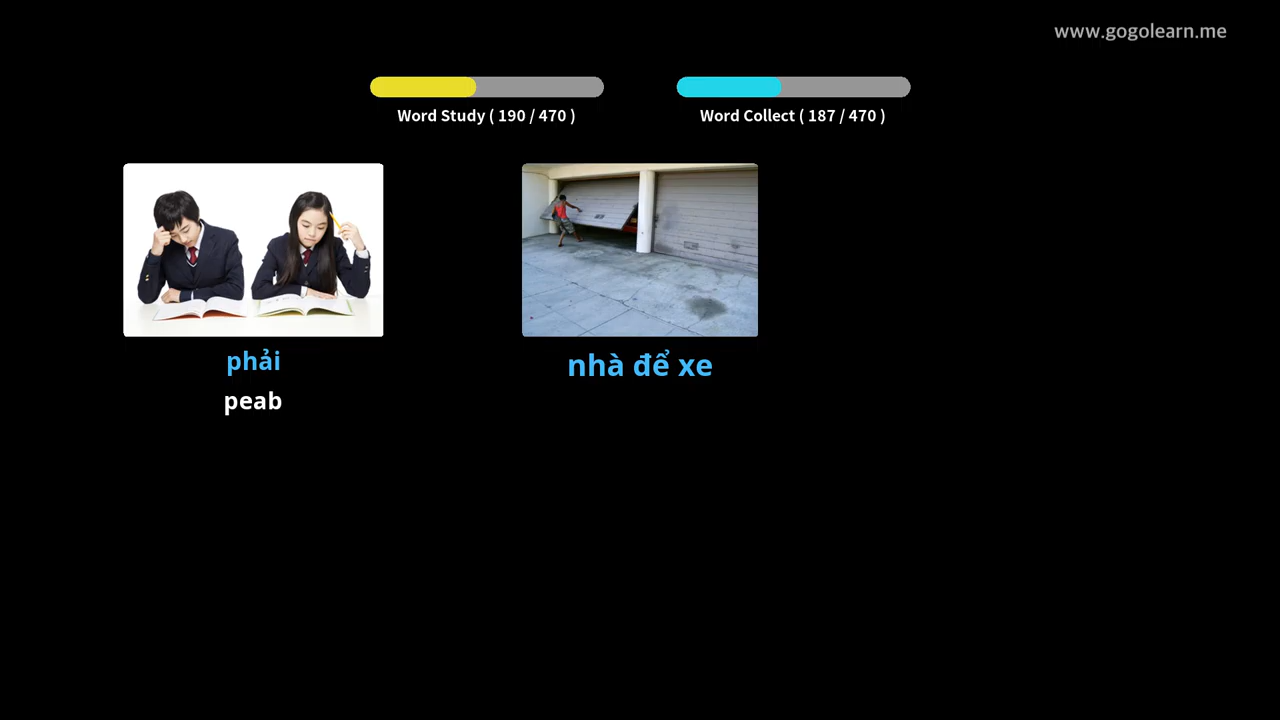 www.gogolearn.me
Word Study ( 190 / 470 )
Word Collect ( 187 / 470 )
phải
peab
nhà để xe